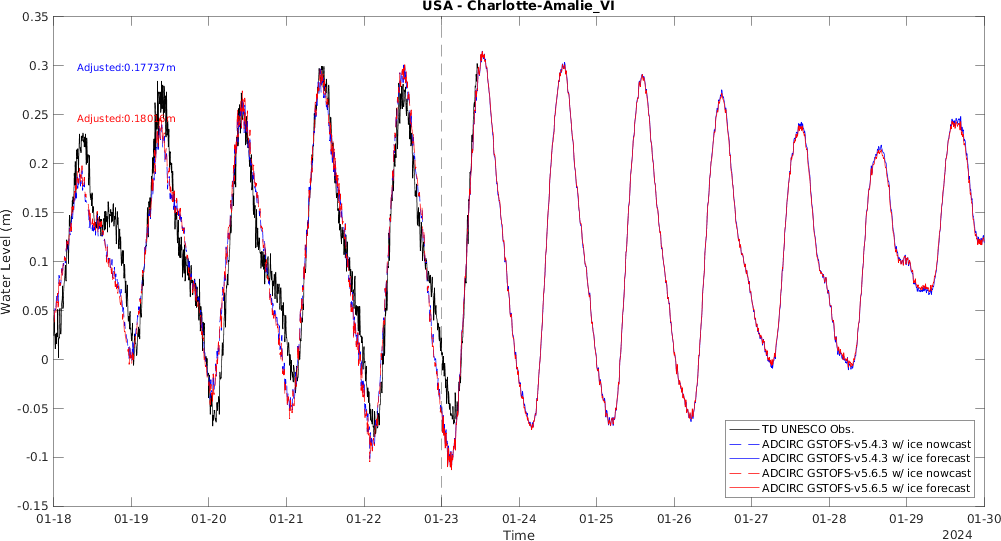 USA - Charlotte-Amalie_VI
0.35
0.3
0.25
0.2
0.15
0.1
0.05
0
-0.05
-0.1
-0.15
Water Level (m)
Adjusted:0.17737m
TD UNESCO Obs.
ADCIRC GSTOFS-v5.4.3 w/ ice nowcast
ADCIRC GSTOFS-v5.4.3 w/ ice forecast
ADCIRC GSTOFS-v5.6.5 w/ ice nowcast
ADCIRC GSTOFS-v5.6.5 w/ ice forecast
01-18 01-19 01-20 01-21 01-22 01-23 01-24 01-25 01-26 01-27 01-28 01-29 01-30
Time
2024